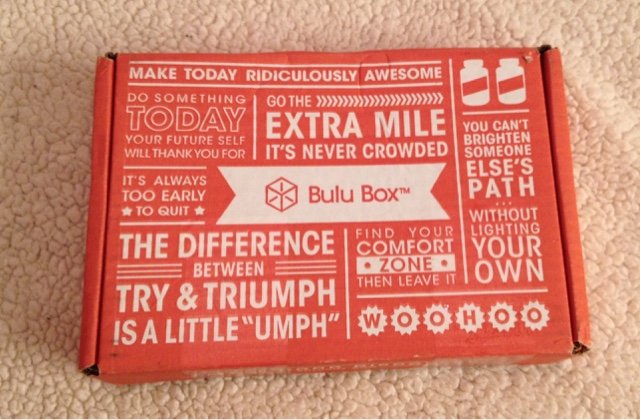 MAKE TODAY RIDICULOUSLY AWESOME
DO SOMETHING
TODAY
YOUR FUTURE SELF
WILL THANK YOU FOR
GO THE
EXTRA MILE
IT'S NEVER CROWDED
YOU CAN'T
BRIGHTEN
SOMEONE
ELSE'S
PATH
...
WITHOUT
LIGHTING
YOUR
OWN
IT'S ALWAYS
TOO EARLY
★ TO QUIT ★
Bulu Box™
THE DIFFERENCE
BETWEEN
TRY & TRIUMPH
IS A LITTLE "UMPH"
FIND YOUR
COMFORT
• ZONE •
THEN LEAVE IT
WOOHOO